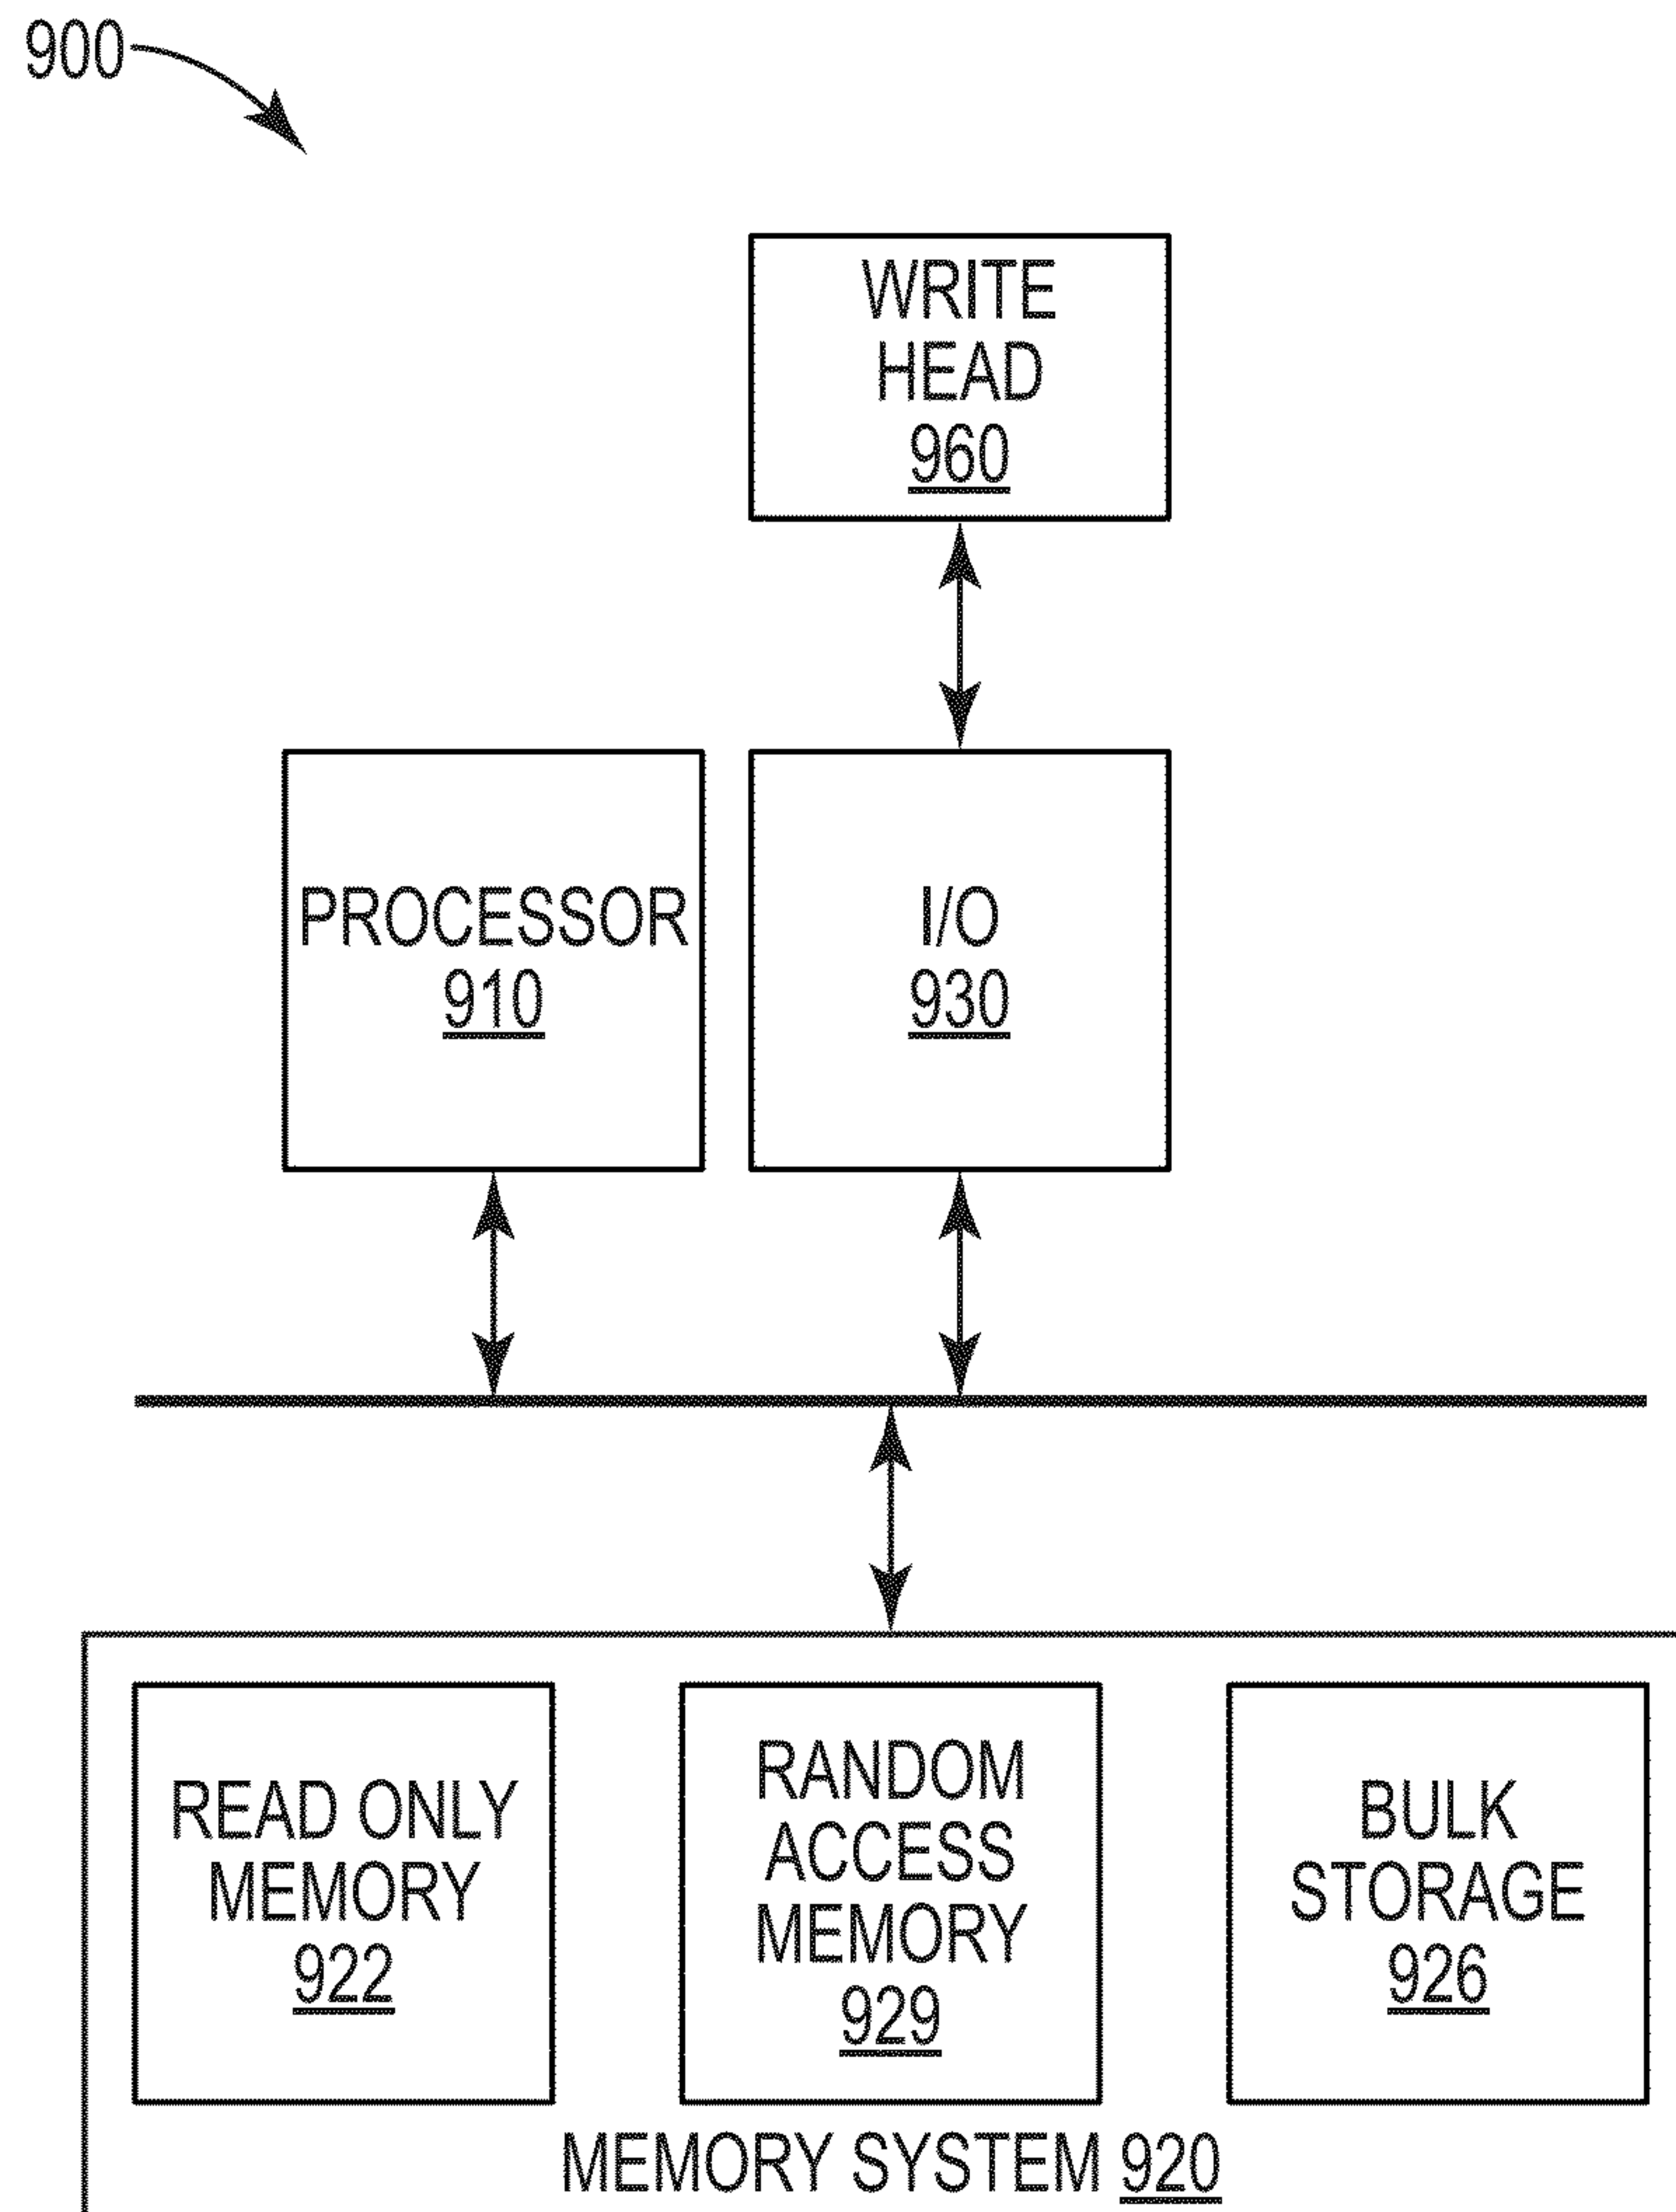 900
WRITE
HEAD
960
PROCESSOR
910
I/O
930
READ ONLY
MEMORY
922
RANDOM
ACCESS
MEMORY
929
BULK
STORAGE
926
MEMORY SYSTEM 920